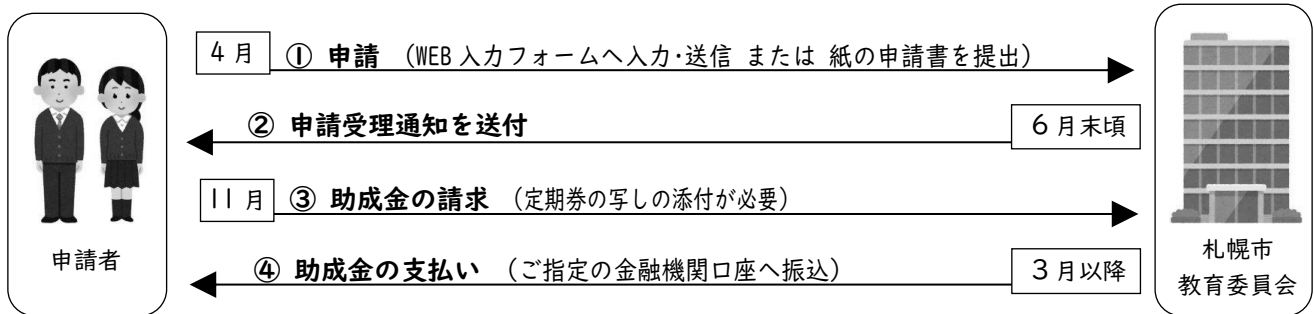 4月 ① 申請 (WEB入力フォームへ入力・送信 または 紙の申請書を提出)
② 申請受理通知を送付 6月末頃
11月 ③ 助成金の請求 (定期券の写しの添付が必要)
④ 助成金の支払い (ご指定の金融機関口座へ振込) 3月以降
申請者
札幌市
教育委員会